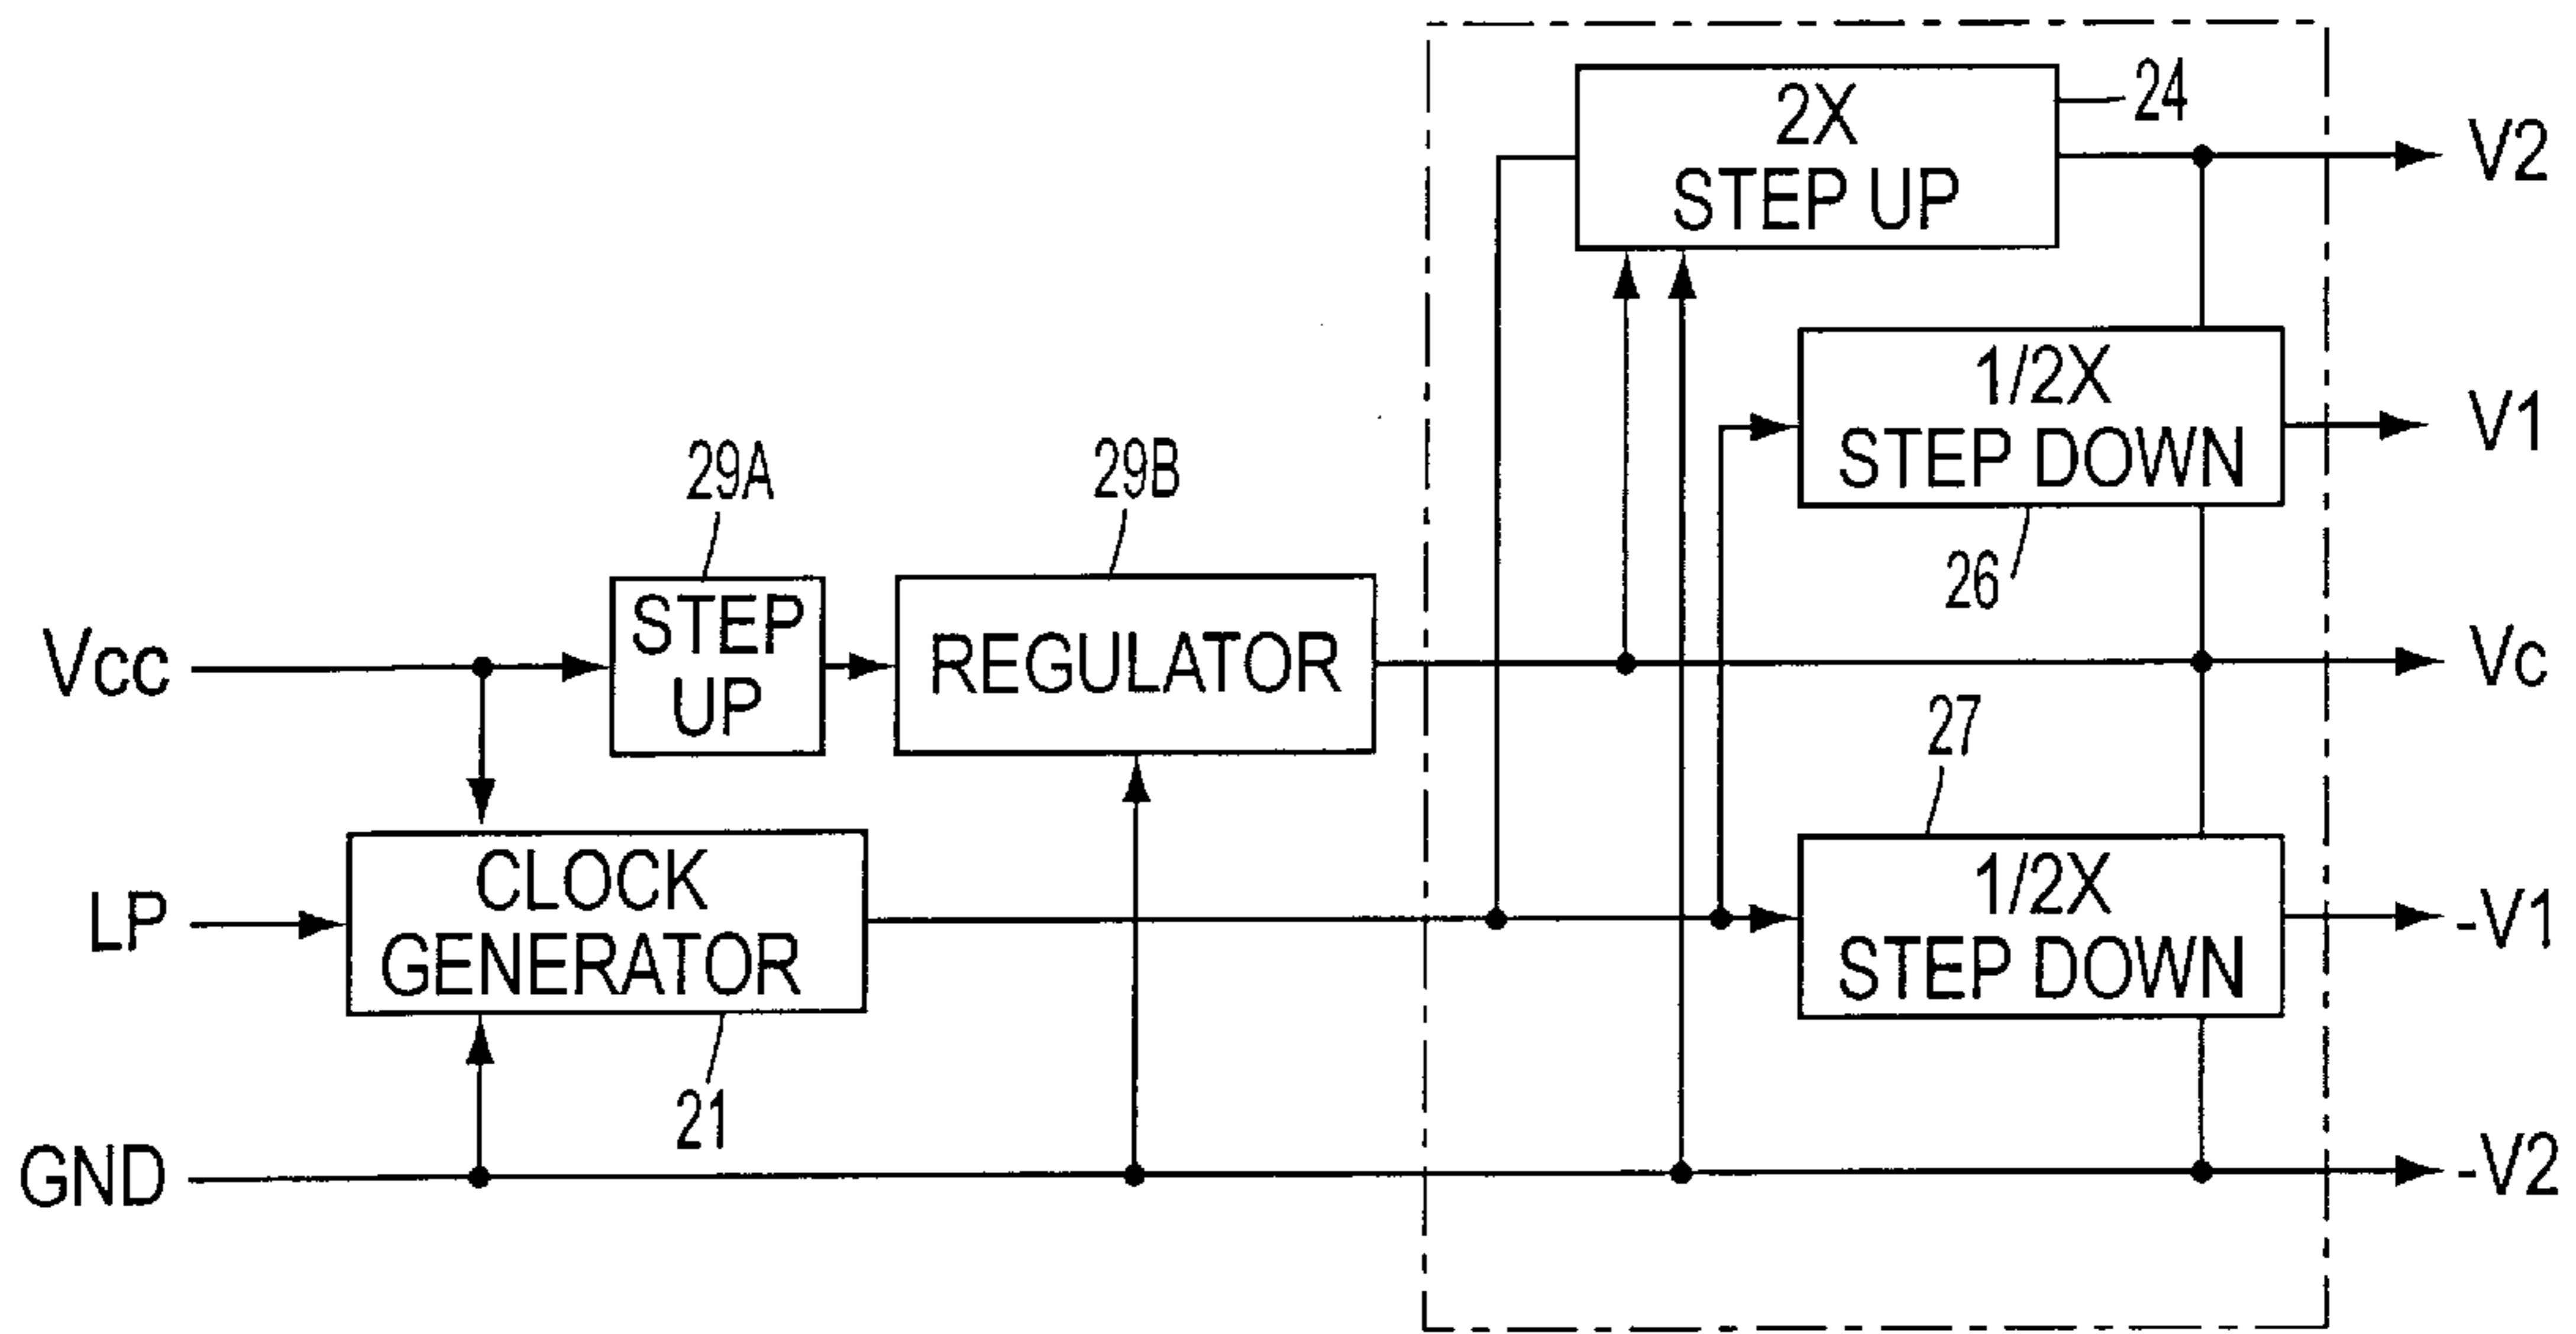 24
2X
STEP UP
V2
1/2X
STEP DOWN
V1
26
29A
29B
STEP
UP
REGULATOR
Vcc
Vc
27
CLOCK
GENERATOR
LP
1/2X
STEP DOWN
-V1
21
GND
-V2